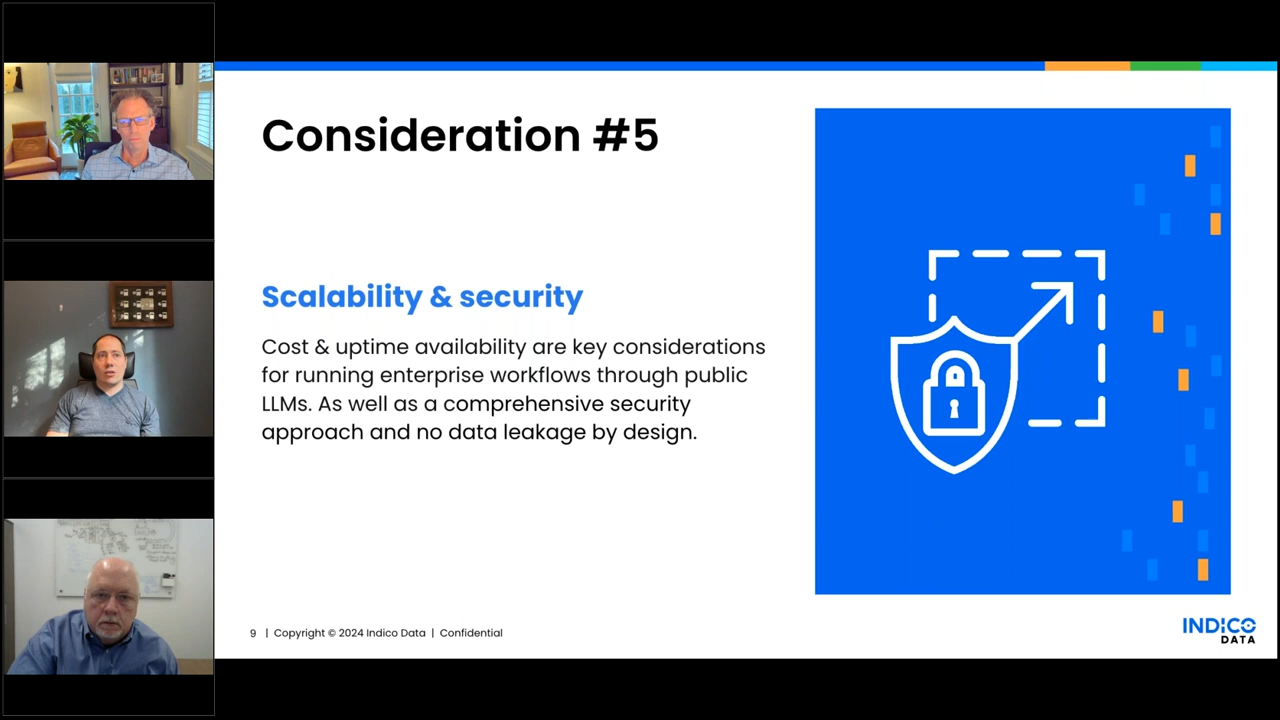 Consideration #5
Scalability & security
Cost & uptime availability are key considerations
for running enterprise workflows through public
LLMs. As well as a comprehensive security
approach and no data leakage by design.
9 | Copyright © 2024 Indico Data | Confidential
INDICO
DATA